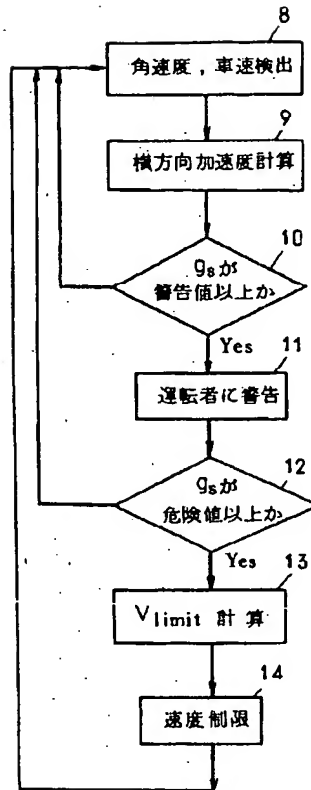 8
角速度,車速検出
9
横方向加速度計算
10
gsが
警告値以上か
Yes
11
運転者に警告
12
gsが
危険値以上か
Yes
13
Vlimit 計算
14
速度制限